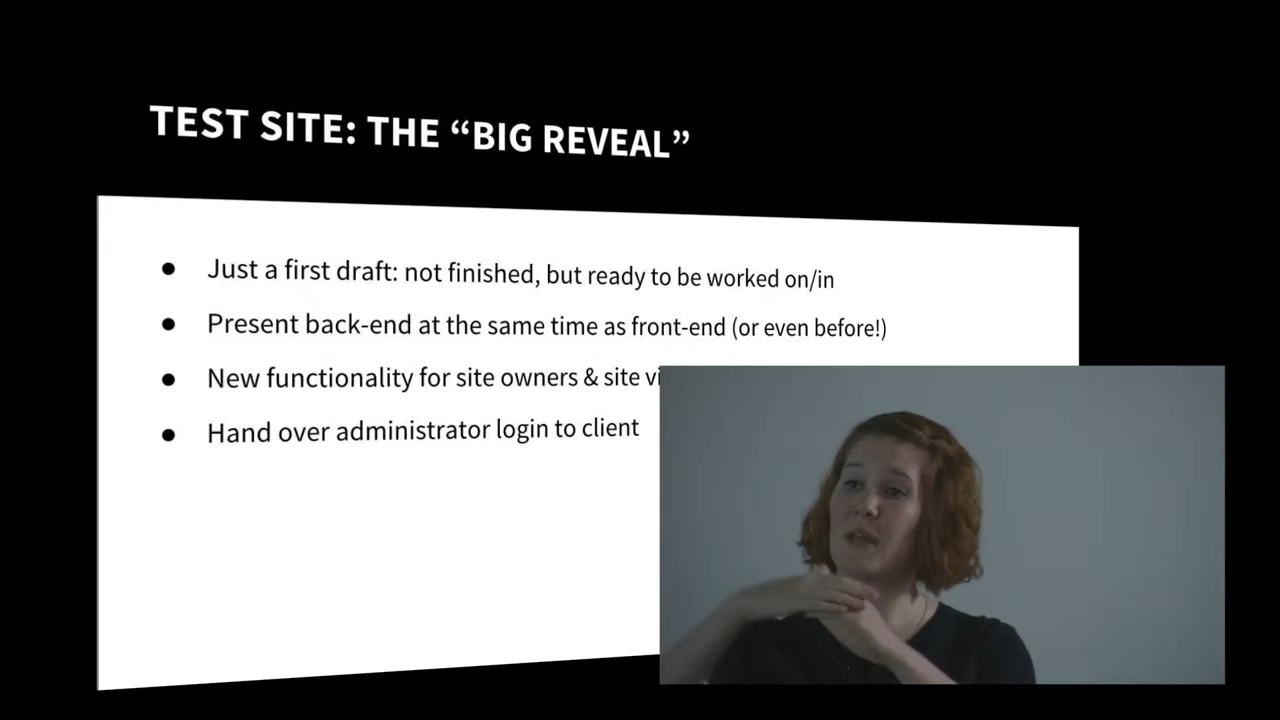 TEST SITE: THE “BIG REVEAL”
● Just a first draft: not finished, but ready to be worked on/in
● Present back-end at the same time as front-end (or even before!)
● New functionality for site owners & site
● Hand over administrator login to client